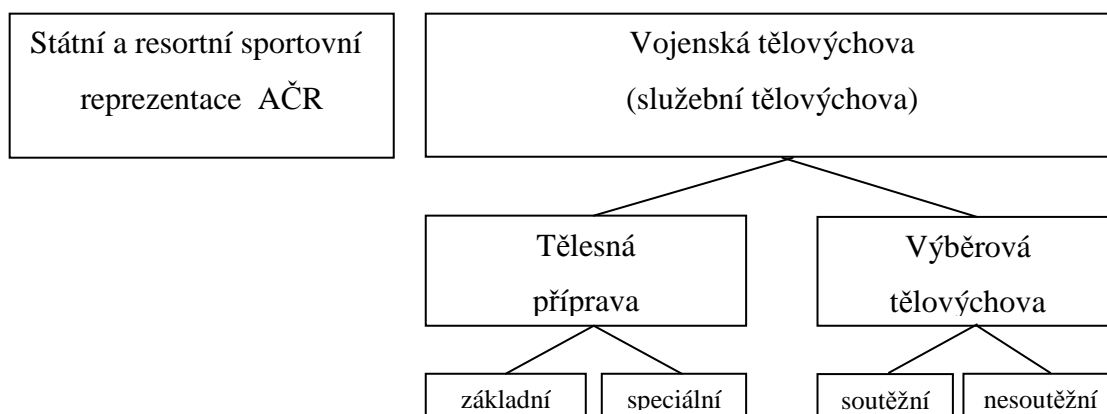 Státní a resortní sportovní
reprezentace AČR
Vojenská tělovýchova
(služební tělovýchova)
Tělesná
příprava
Výběrová
tělovýchova
základní
speciální
soutěžní
nesoutěžní